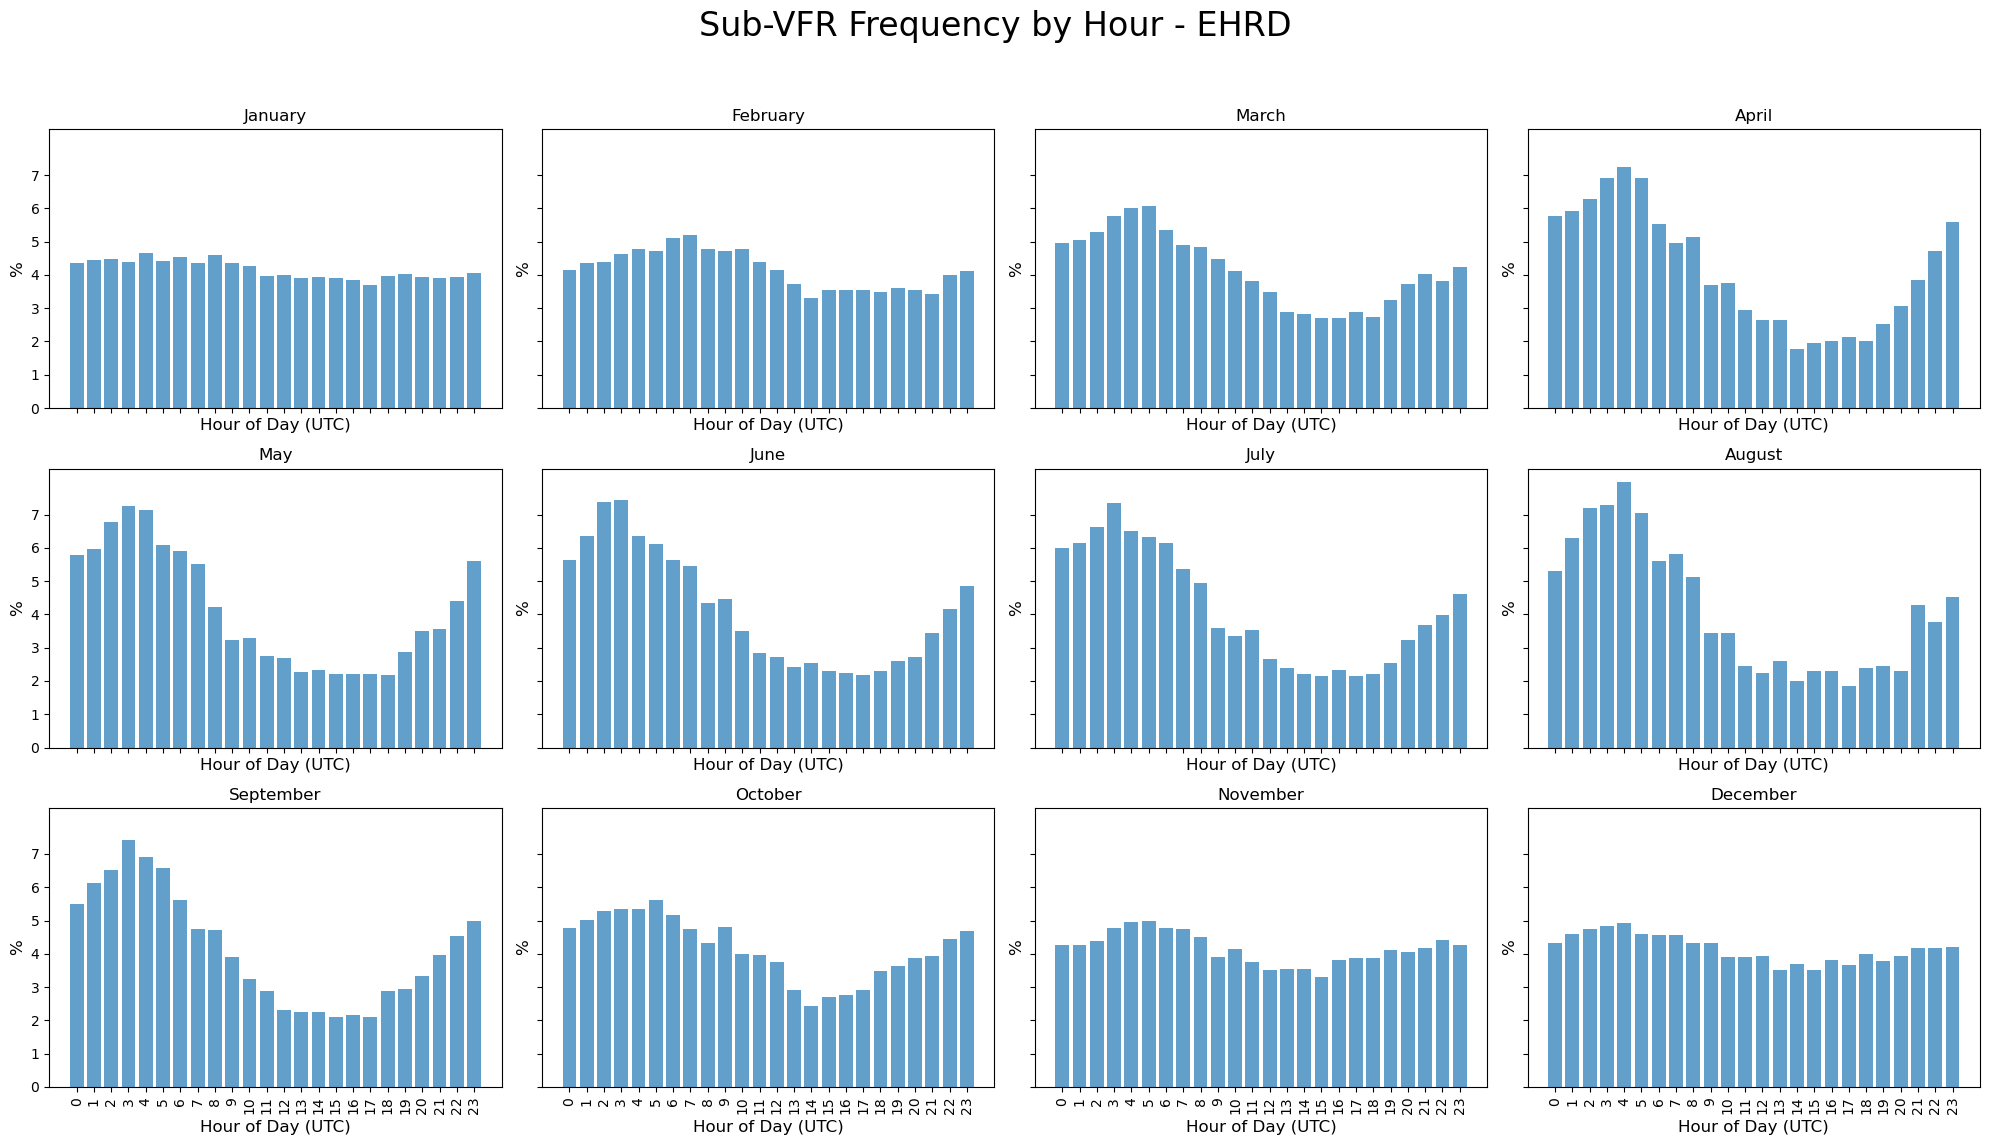 Sub-VFR Frequency by Hour - EHRD
January
February
March
April
7
6
5
4
3
2
1
0
%
%
%
%
Hour of Day (UTC)
Hour of Day (UTC)
Hour of Day (UTC)
Hour of Day (UTC)
May
June
July
August
7
6
5
4
3
2
1
0
%
%
%
%
Hour of Day (UTC)
Hour of Day (UTC)
Hour of Day (UTC)
Hour of Day (UTC)
September
October
November
December
7
6
5
4
3
2
1
0
%
%
%
%
0 1 2 3 4 5 6 7 8 9 10 11 12 13 14 15 16 17 18 19 20 21 22 23
0 1 2 3 4 5 6 7 8 9 10 11 12 13 14 15 16 17 18 19 20 21 22 23
0 1 2 3 4 5 6 7 8 9 10 11 12 13 14 15 16 17 18 19 20 21 22 23
0 1 2 3 4 5 6 7 8 9 10 11 12 13 14 15 16 17 18 19 20 21 22 23
Hour of Day (UTC)
Hour of Day (UTC)
Hour of Day (UTC)
Hour of Day (UTC)